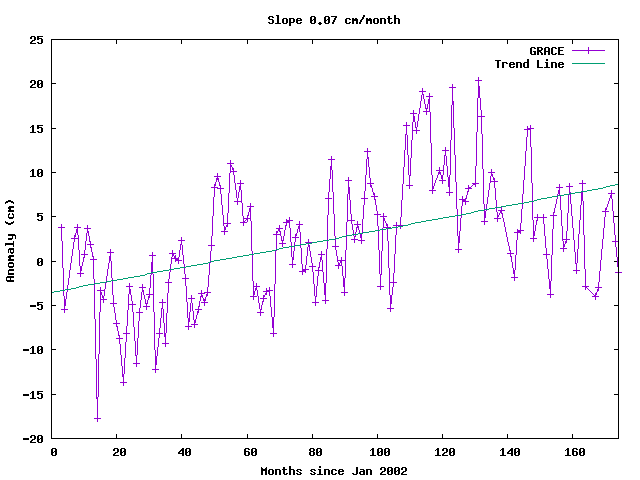 Slope 0.07 cm/month
GRACE
Trend Line
25
20
15
10
5
0
-5
-10
-15
-20
Anomaly (cm)
0 20 40 60 80 100 120 140 160
Months since Jan 2002